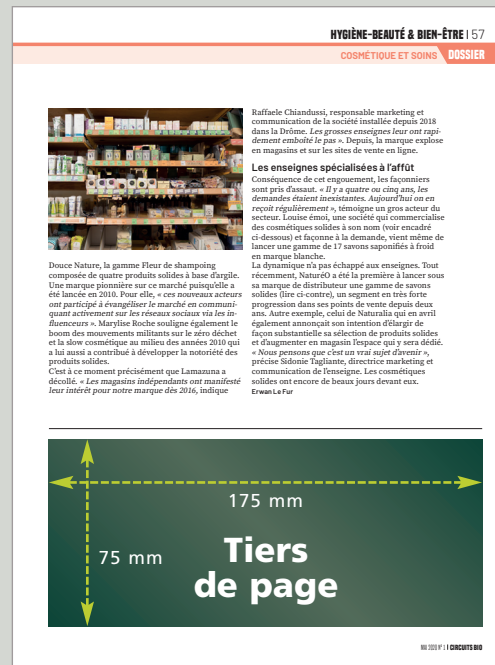 HYGIÈNE-BEAUTÉ & BIEN-ÊTRE | 57
COSMÉTIQUE ET SOINS DOSSIER
Douce Nature, la gamme Fleur de shampoing
composée de quatre produits solides à base d'argile.
Une marque pionnière sur ce marché puisqu'elle a
été lancée en 2010. Pour elle, « ces nouveaux acteurs
ont participé à évangéliser le marché en communi-
quant activement sur les réseaux sociaux via les in-
fluenceurs ». Marylise Roche souligne également le
boom des mouvements militants sur le zéro déchet
et la slow cosmétique au milieu des années 2010 qui
a lui aussi a contribué à développer la notoriété des
produits solides.
C'est à ce moment précisément que Lamazuna a
décollé. « Les magasins indépendants ont manifesté
leur intérêt pour notre marque dès 2016, indique
Raffaele Chiandussi, responsable marketing et
communication de la société installée depuis 2018
dans la Drôme. Les grosses enseignes leur ont rapi-
dement emboîté le pas ». Depuis, la marque explose
en magasins et sur les sites de vente en ligne.
Les enseignes spécialisées à l'affût
Conséquence de cet engouement, les façonniers
sont pris d'assaut. « Il y a quatre ou cinq ans, les
demandes étaient inexistantes. Aujourd'hui on en
reçoit régulièrement », témoigne un gros acteur du
secteur. Louise émoi, une société qui commercialise
des cosmétiques solides à son nom (voir encadré
ci-dessous) et façonne à la demande, vient même de
lancer une gamme de 17 savons saponifiés à froid
en marque blanche.
La dynamique n'a pas échappé aux enseignes. Tout
récemment, NaturéO a été la première à lancer sous
sa marque de distributeur une gamme de savons
solides (lire ci-contre), un segment en très forte
progression dans ses points de vente depuis deux
ans. Autre exemple, celui de Naturalia qui en avril
également annonçait son intention d'élargir de
façon substantielle sa sélection de produits solides
et d'augmenter en magasin l'espace qui y sera dédié.
« Nous pensons que c'est un vrai sujet d'avenir »,
précise Sidonie Tagliante, directrice marketing et
communication de l'enseigne. Les cosmétiques
solides ont encore de beaux jours devant eux.
Erwan Le Fur
175 mm
75 mm
Tiers
de page
MAI 2020 N° 1 | CIRCUITS BIO